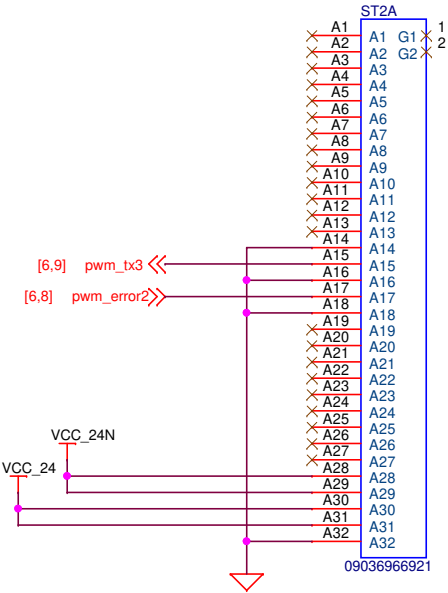 ST2A
A1 A1 G1 1
A2 A2 G2 2
A3 A3
A4 A4
A5 A5
A6 A6
A7 A7
A8 A8
A9 A9
A10 A10
A11 A11
A12 A12
A13 A13
A14 A14
[6,9] pwm_tx3 A15 A15
A16 A16
[6,8] pwm_error2 A17 A17
A18 A18
A19 A19
A20 A20
A21 A21
A22 A22
A23 A23
A24 A24
A25 A25
A26 A26
VCC_24N A27 A27
VCC_24 A28 A28
A29 A29
A30 A30
A31 A31
A32 A32
09036966921